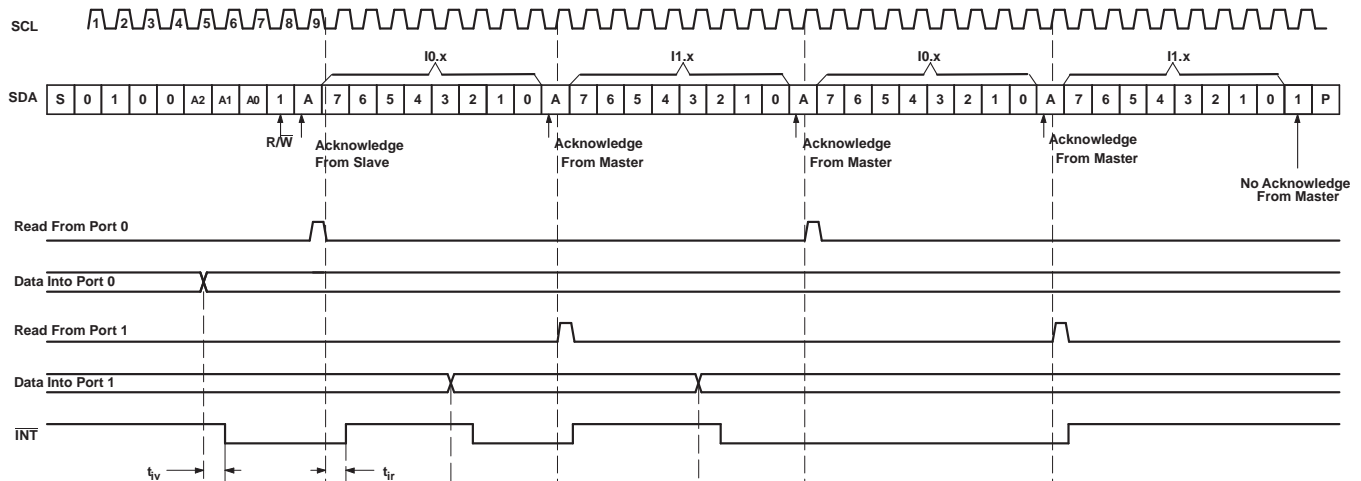 SCL 1 2 3 4 5 6 7 8 9
I0.x I1.x I0.x I1.x
SDA S 0 1 0 0 A2 A1 A0 1 A 7 6 5 4 3 2 1 0 A 7 6 5 4 3 2 1 0 A 7 6 5 4 3 2 1 0 A 7 6 5 4 3 2 1 0 1 P
R/W̅
Acknowledge
From Slave
Acknowledge
From Master
Acknowledge
From Master
Acknowledge
From Master
No Acknowledge
From Master
Read From Port 0
Data Into Port 0
Read From Port 1
Data Into Port 1
I̅N̅T̅
tiv tir